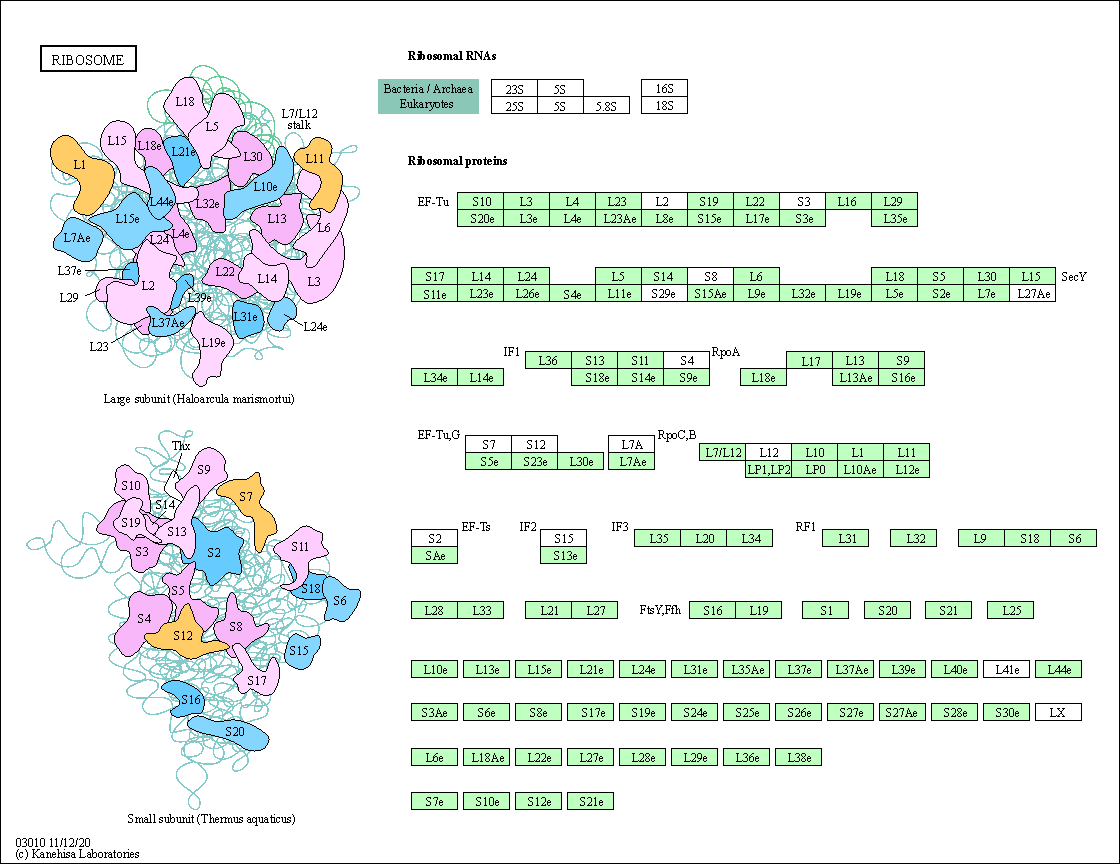 RIBOSOME
L18
L5
L7/L12
stalk
L15
L18e
L21e
L30
L11
L1
L10e
L44e
L32e
L15e
L13
L6
L7Ae
L24
L4e
L37e
L22
L14
L3
L29
L2
L39e
L37Ae
L31e
L24e
L23
L19e
Large subunit (Haloarcula marismortui)
Thx
S9
S10
S7
S14
S19
S13
S3
S2
S11
S5
S18
S6
S4
S12
S8
S15
S17
S16
S20
Small subunit (Thermus aquaticus)
03010 11/12/20
(c) Kanehisa Laboratories
Ribosomal RNAs
Bacteria / Archaea 23S 5S 16S
Eukaryotes 25S 5S 5.8S 18S
Ribosomal proteins
EF-Tu S10 L3 L4 L23 L2 S19 L22 S3 L16 L29
S20e L3e L4e L23Ae L8e S15e L17e S3e L35e
S17 L14 L24 L5 S14 S8 L6 L18 S5 L30 L15 SecY
S11e L23e L26e S4e L11e S29e S15Ae L9e L32e L19e L5e S2e L7e L27Ae
IF1 L36 S13 S11 S4 RpoA L17 L13 S9
L34e L14e S18e S14e S9e L18e L13Ae S16e
EF-Tu,G S7 S12 L7A RpoC,B L7/L12 L12 L10 L1 L11
S5e S23e L30e L7Ae LP1,LP2 LP0 L10Ae L12e
S2 EF-Ts IF2 S15 IF3 L35 L20 L34 RF1 L31 L32 L9 S18 S6
SAe S13e
L28 L33 L21 L27 FtsY,Ffh S16 L19 S1 S20 S21 L25
L10e L13e L15e L21e L24e L31e L35Ae L37e L37Ae L39e L40e L41e L44e
S3Ae S6e S8e S17e S19e S24e S25e S26e S27e S27Ae S28e S30e LX
L6e L18Ae L22e L27e L28e L29e L36e L38e
S7e S10e S12e S21e